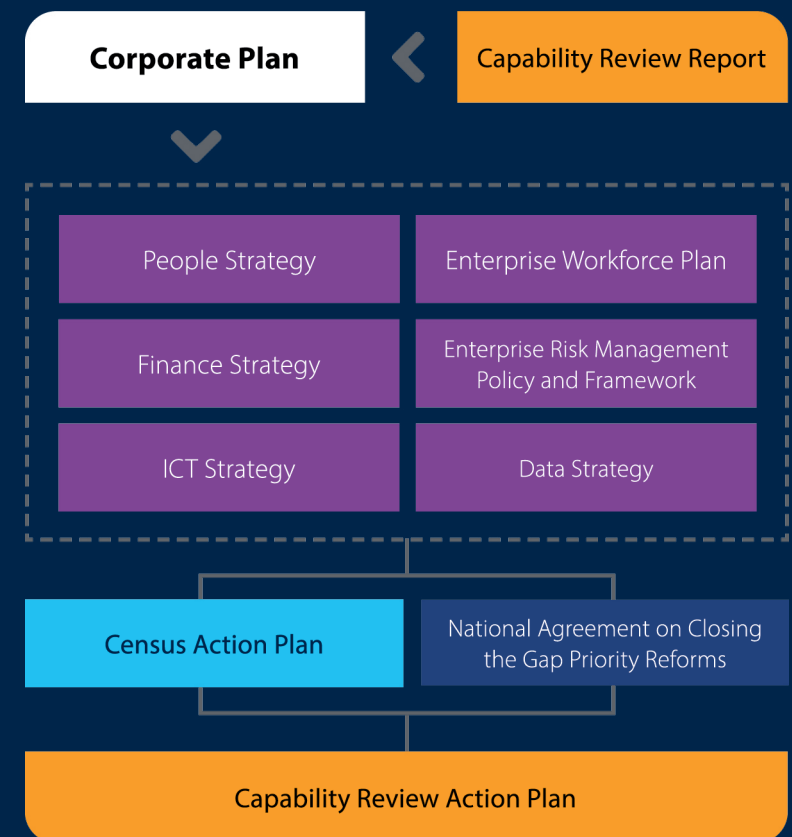 Corporate Plan
Capability Review Report
People Strategy
Enterprise Workforce Plan
Finance Strategy
Enterprise Risk Management
Policy and Framework
ICT Strategy
Data Strategy
Census Action Plan
National Agreement on Closing
the Gap Priority Reforms
Capability Review Action Plan